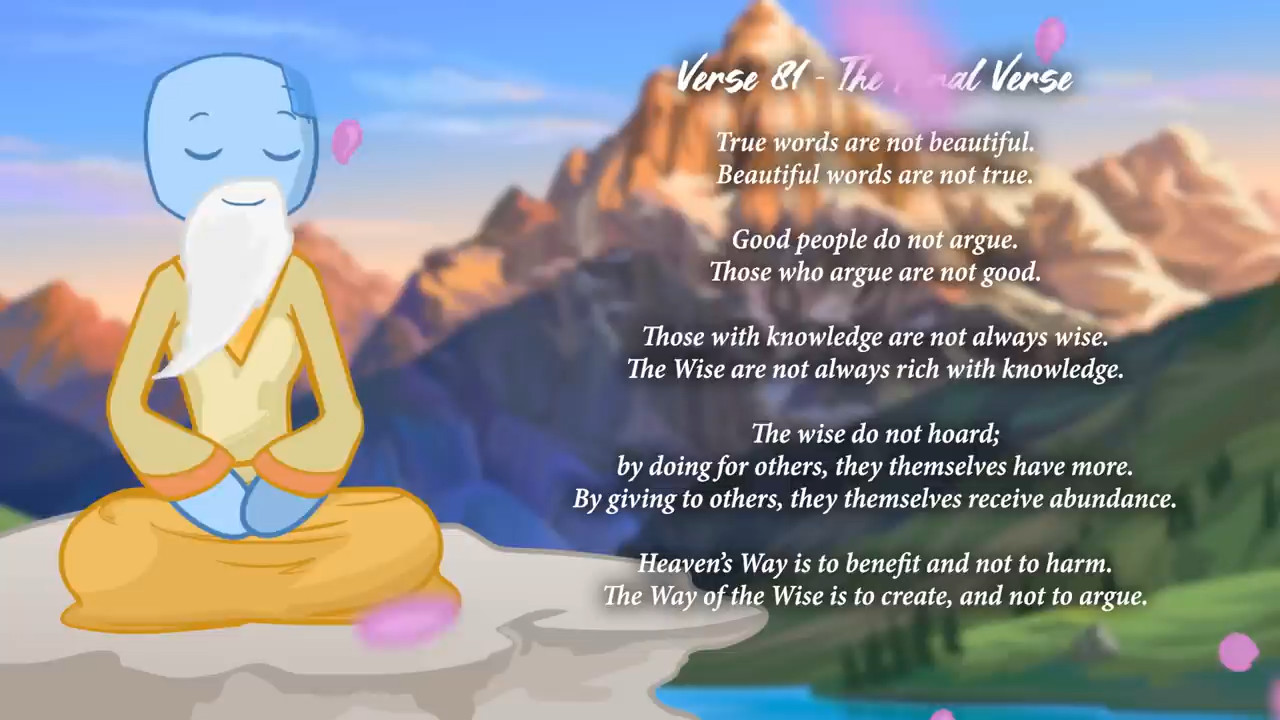 Verse 81 - The Final Verse
True words are not beautiful.
Beautiful words are not true.
Good people do not argue.
Those who argue are not good.
Those with knowledge are not always wise.
The Wise are not always rich with knowledge.
The wise do not hoard;
by doing for others, they themselves have more.
By giving to others, they themselves receive abundance.
Heaven's Way is to benefit and not to harm.
The Way of the Wise is to create, and not to argue.